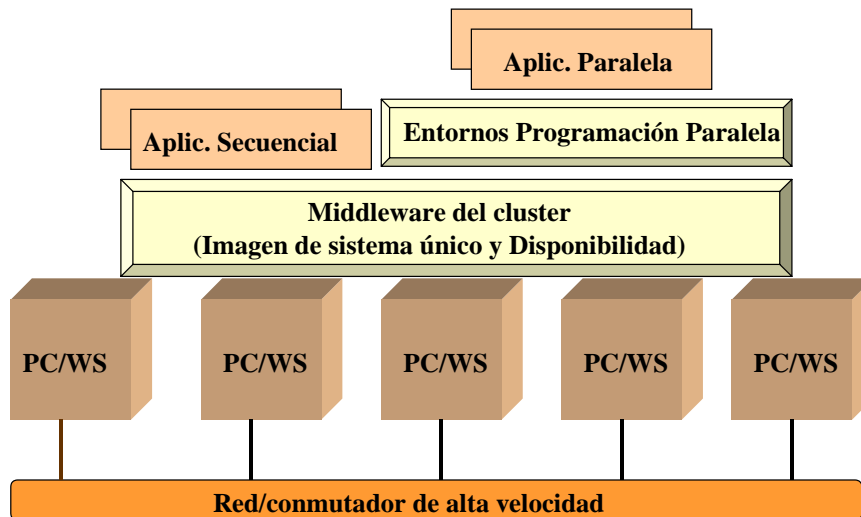 Aplic. Paralela
Aplic. Secuencial
Entornos Programación Paralela
Middleware del cluster
(Imagen de sistema único y Disponibilidad)
PC/WS
PC/WS
PC/WS
PC/WS
PC/WS
Red/conmutador de alta velocidad